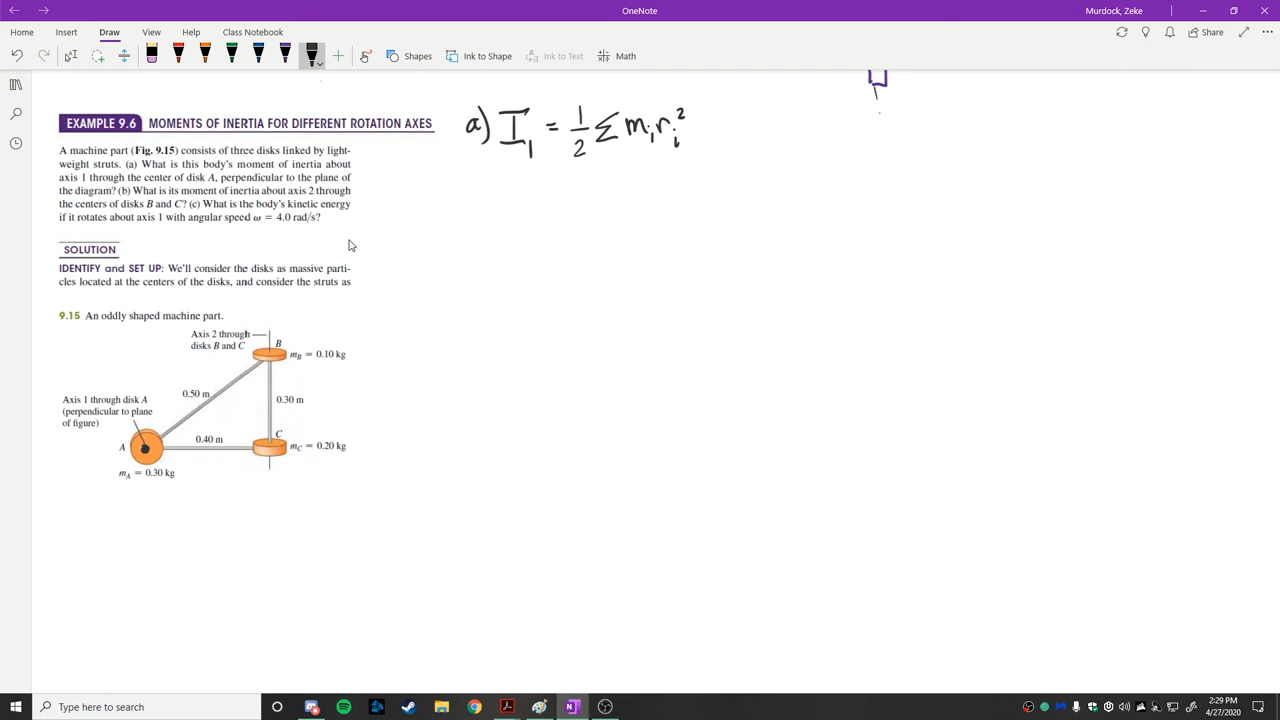 OneNote
Murdock, Zeke
Home Insert Draw View Help Class Notebook
Share
Shapes Ink to Shape Ink to Text Math
EXAMPLE 9.6 MOMENTS OF INERTIA FOR DIFFERENT ROTATION AXES
A machine part (Fig. 9.15) consists of three disks linked by light-
weight struts. (a) What is this body's moment of inertia about
axis 1 through the center of disk A, perpendicular to the plane of
the diagram? (b) What is its moment of inertia about axis 2 through
the centers of disks B and C? (c) What is the body's kinetic energy
if it rotates about axis 1 with angular speed ω = 4.0 rad/s?
a) I₁ = 1/2 Σ mᵢrᵢ²
SOLUTION
IDENTIFY and SET UP: We'll consider the disks as massive parti-
cles located at the centers of the disks, and consider the struts as
9.15 An oddly shaped machine part.
Axis 2 through
disks B and C
B
m_B = 0.10 kg
0.50 m
0.30 m
Axis 1 through disk A
(perpendicular to plane
of figure)
A
0.40 m
C
m_C = 0.20 kg
m_A = 0.30 kg
Type here to search
2:29 PM
4/27/2020